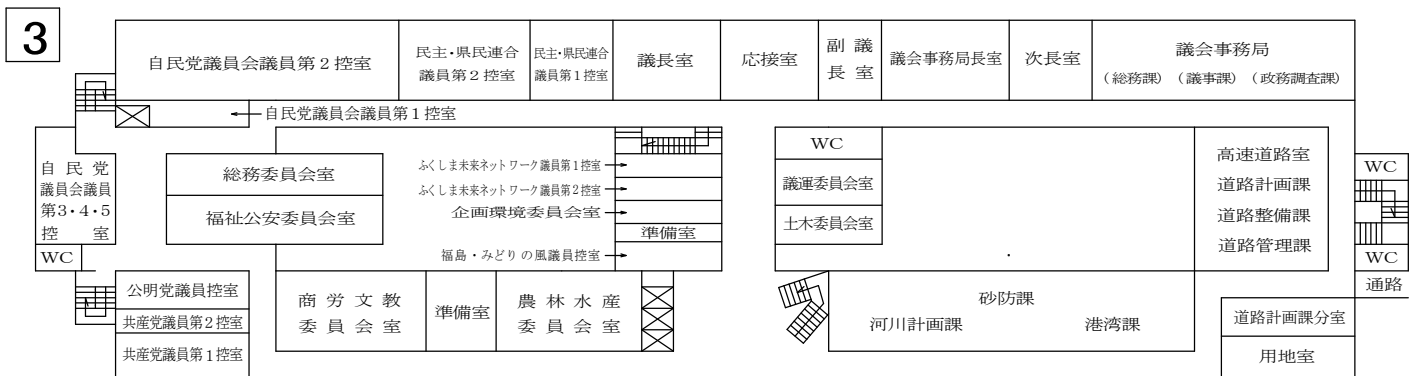 3
自民党議員会議員第2控室
民主・県民連合
議員第2控室
民主・県民連合
議員第1控室
議長室
応接室
副議
長室
議会事務局長室
次長室
議会事務局
（総務課）（議事課）（政務調査課）
自民党議員会議員第1控室
自民党
議員会議員
第3・4・5
控室
WC
総務委員会室
福祉公安委員会室
ふくしま未来ネットワーク議員第1控室
ふくしま未来ネットワーク議員第2控室
企画環境委員会室
準備室
福島・みどりの風議員控室
WC
議運委員会室
土木委員会室
高速道路室
道路計画課
道路整備課
道路管理課
WC
WC
通路
公明党議員控室
共産党議員第2控室
共産党議員第1控室
商労文教
委員会室
準備室
農林水産
委員会室
砂防課
河川計画課
港湾課
道路計画課分室
用地室